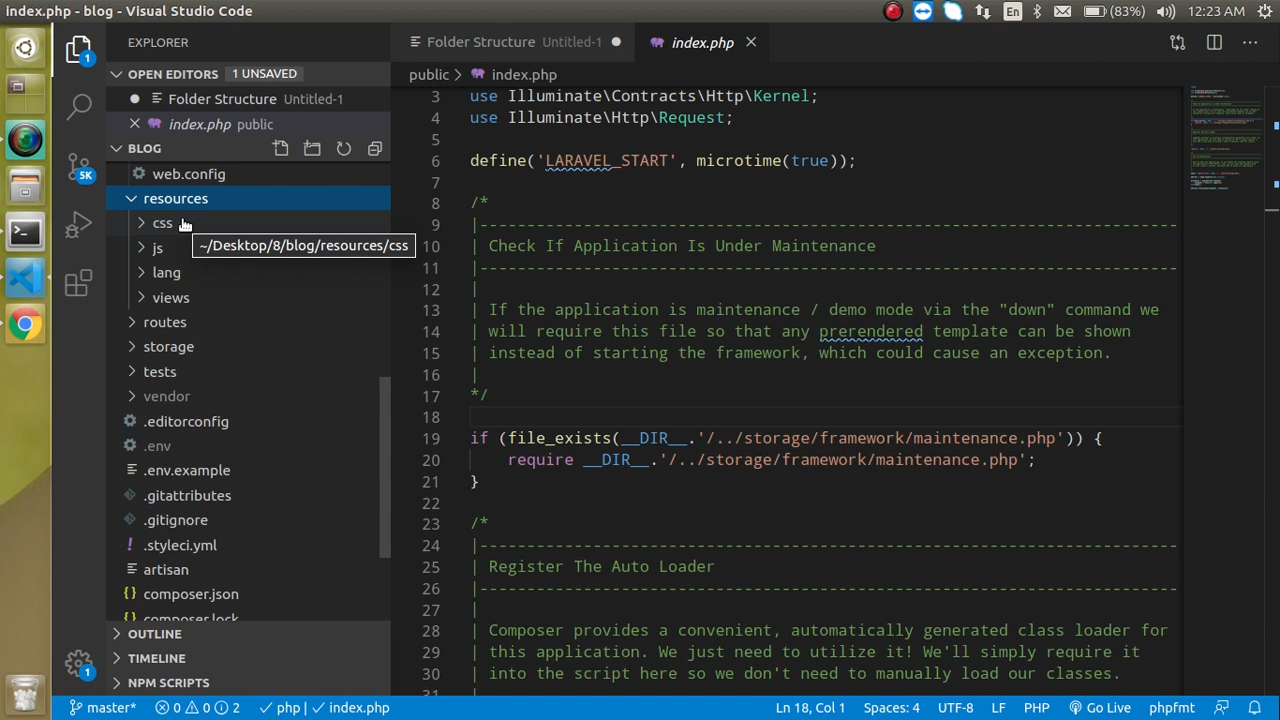 index.php - blog - Visual Studio Code
En
(83%)
12:23 AM
1
5K
1
EXPLORER
OPEN EDITORS 1 UNSAVED
Folder Structure Untitled-1
index.php public
BLOG
web.config
resources
css
~/Desktop/8/blog/resources/css
js
lang
views
routes
storage
tests
vendor
.editorconfig
.env
.env.example
.gitattributes
.gitignore
.styleci.yml
artisan
composer.json
composer.lock
OUTLINE
TIMELINE
NPM SCRIPTS
Folder Structure Untitled-1
index.php
public > index.php
3 use Illuminate\Contracts\Http\Kernel;
4 use Illuminate\Http\Request;
5
6 define('LARAVEL_START', microtime(true));
7
8 /*
9 |--------------------------------------------------------------------------
10 | Check If Application Is Under Maintenance
11 |--------------------------------------------------------------------------
12 |
13 | If the application is maintenance / demo mode via the "down" command we
14 | will require this file so that any prerendered template can be shown
15 | instead of starting the framework, which could cause an exception.
16 |
17 */
18
19 if (file_exists(__DIR__.'/../storage/framework/maintenance.php')) {
20 require __DIR__.'/../storage/framework/maintenance.php';
21 }
22
23 /*
24 |--------------------------------------------------------------------------
25 | Register The Auto Loader
26 |--------------------------------------------------------------------------
27 |
28 | Composer provides a convenient, automatically generated class loader for
29 | this application. We just need to utilize it! We'll simply require it
30 | into the script here so we don't need to manually load our classes.
31 |
master* 0 0 2 php index.php Ln 18, Col 1 Spaces: 4 UTF-8 LF PHP Go Live phpfmt